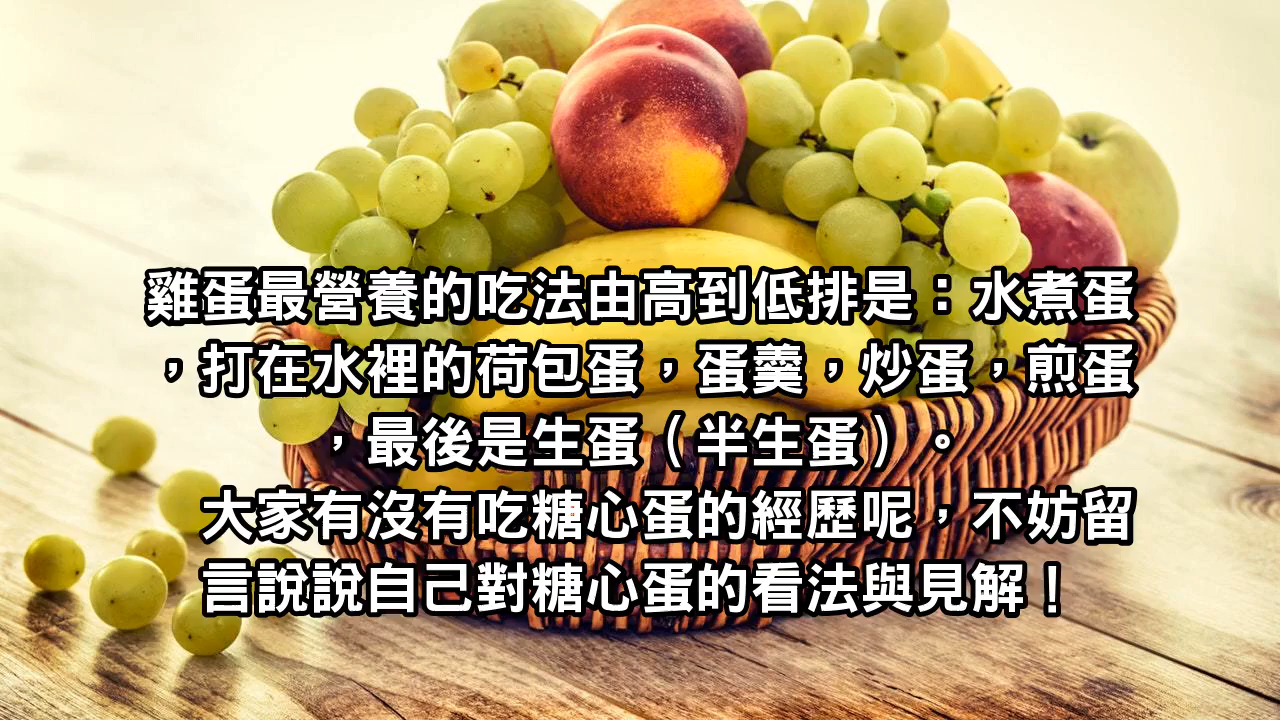 雞蛋最營養的吃法由高到低排是：水煮蛋
，打在水裡的荷包蛋，蛋羹，炒蛋，煎蛋
，最後是生蛋（半生蛋）。
大家有沒有吃糖心蛋的經歷呢，不妨留
言說說自己對糖心蛋的看法與見解！